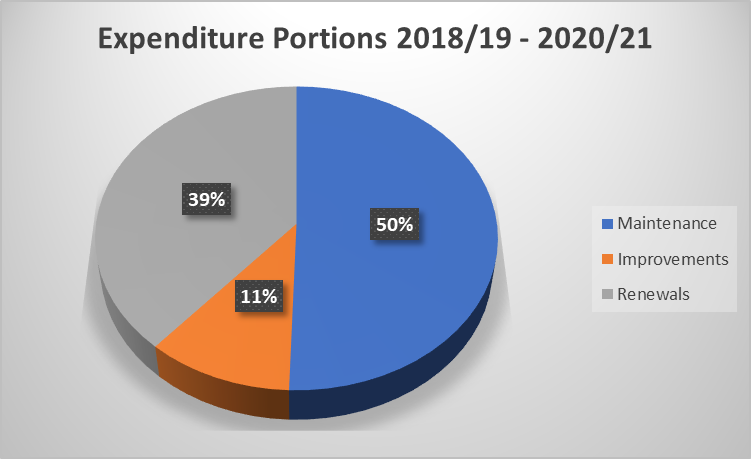 Expenditure Portions 2018/19 - 2020/21
39%
50%
11%
Maintenance
Improvements
Renewals